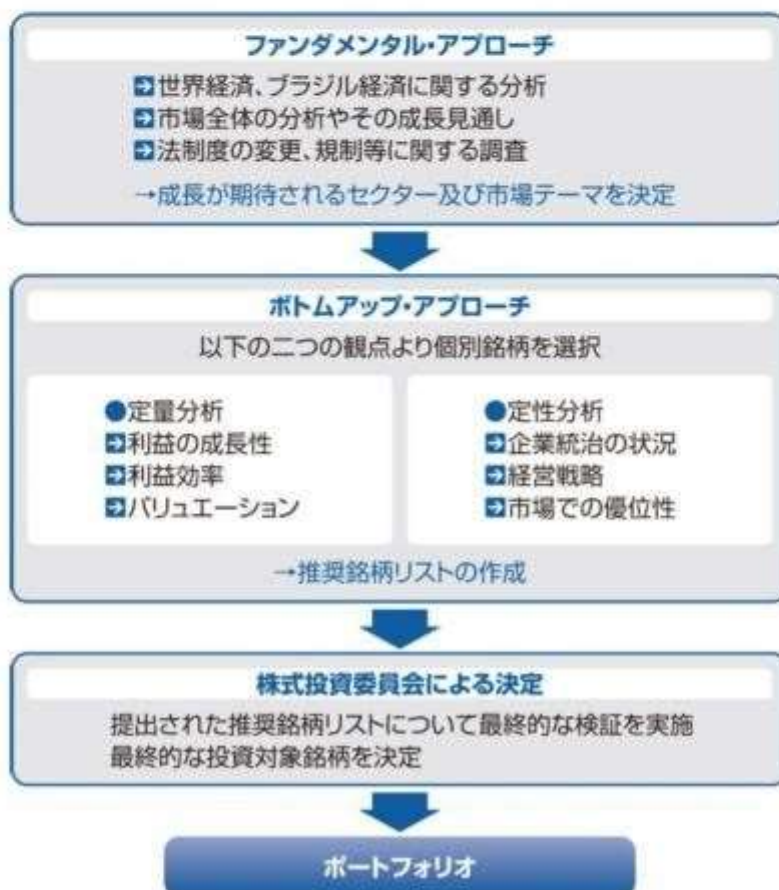 ファンダメンタル・アプローチ
➡世界経済、ブラジル経済に関する分析
➡市場全体の分析やその成長見通し
➡法制度の変更、規制等に関する調査
→成長が期待されるセクター及び市場テーマを決定
ボトムアップ・アプローチ
以下の二つの観点より個別銘柄を選択
●定量分析
➡利益の成長性
➡利益効率
➡バリュエーション
●定性分析
➡企業統治の状況
➡経営戦略
➡市場での優位性
→推奨銘柄リストの作成
株式投資委員会による決定
提出された推奨銘柄リストについて最終的な検証を実施
最終的な投資対象銘柄を決定
ポートフォリオ